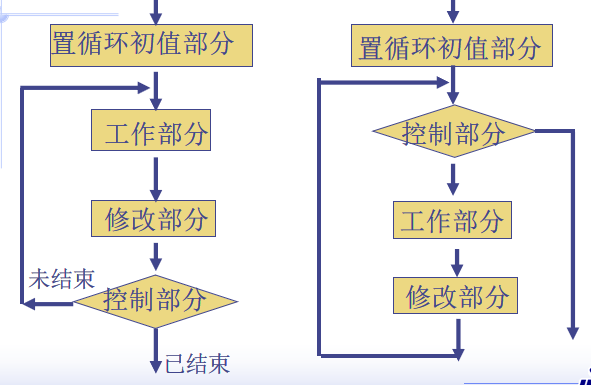 置循环初值部分
工作部分
修改部分
未结束
控制部分
已结束
置循环初值部分
控制部分
工作部分
修改部分